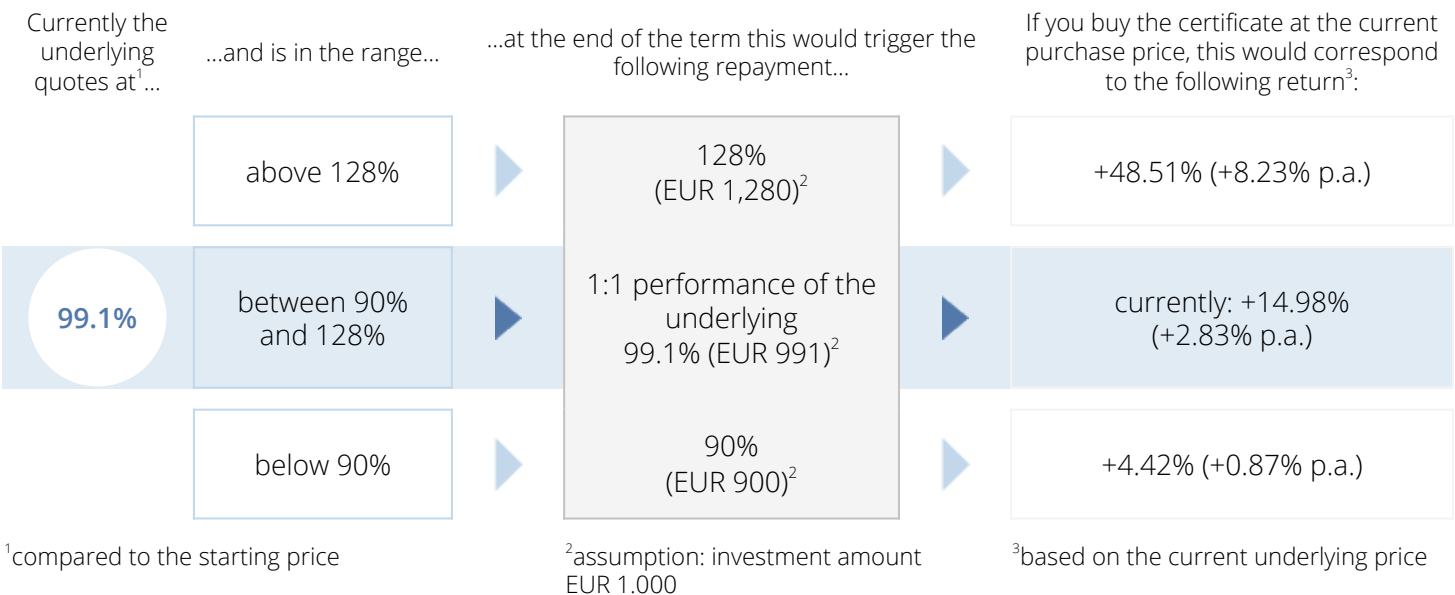 Currently the
underlying
quotes at¹...
...and is in the range...
...at the end of the term this would trigger the
following repayment...
If you buy the certificate at the current
purchase price, this would correspond
to the following return³:
above 128%
128%
(EUR 1,280)²
+48.51% (+8.23% p.a.)
99.1%
between 90%
and 128%
1:1 performance of the
underlying
99.1% (EUR 991)²
currently: +14.98%
(+2.83% p.a.)
below 90%
90%
(EUR 900)²
+4.42% (+0.87% p.a.)
¹compared to the starting price
²assumption: investment amount
EUR 1.000
³based on the current underlying price